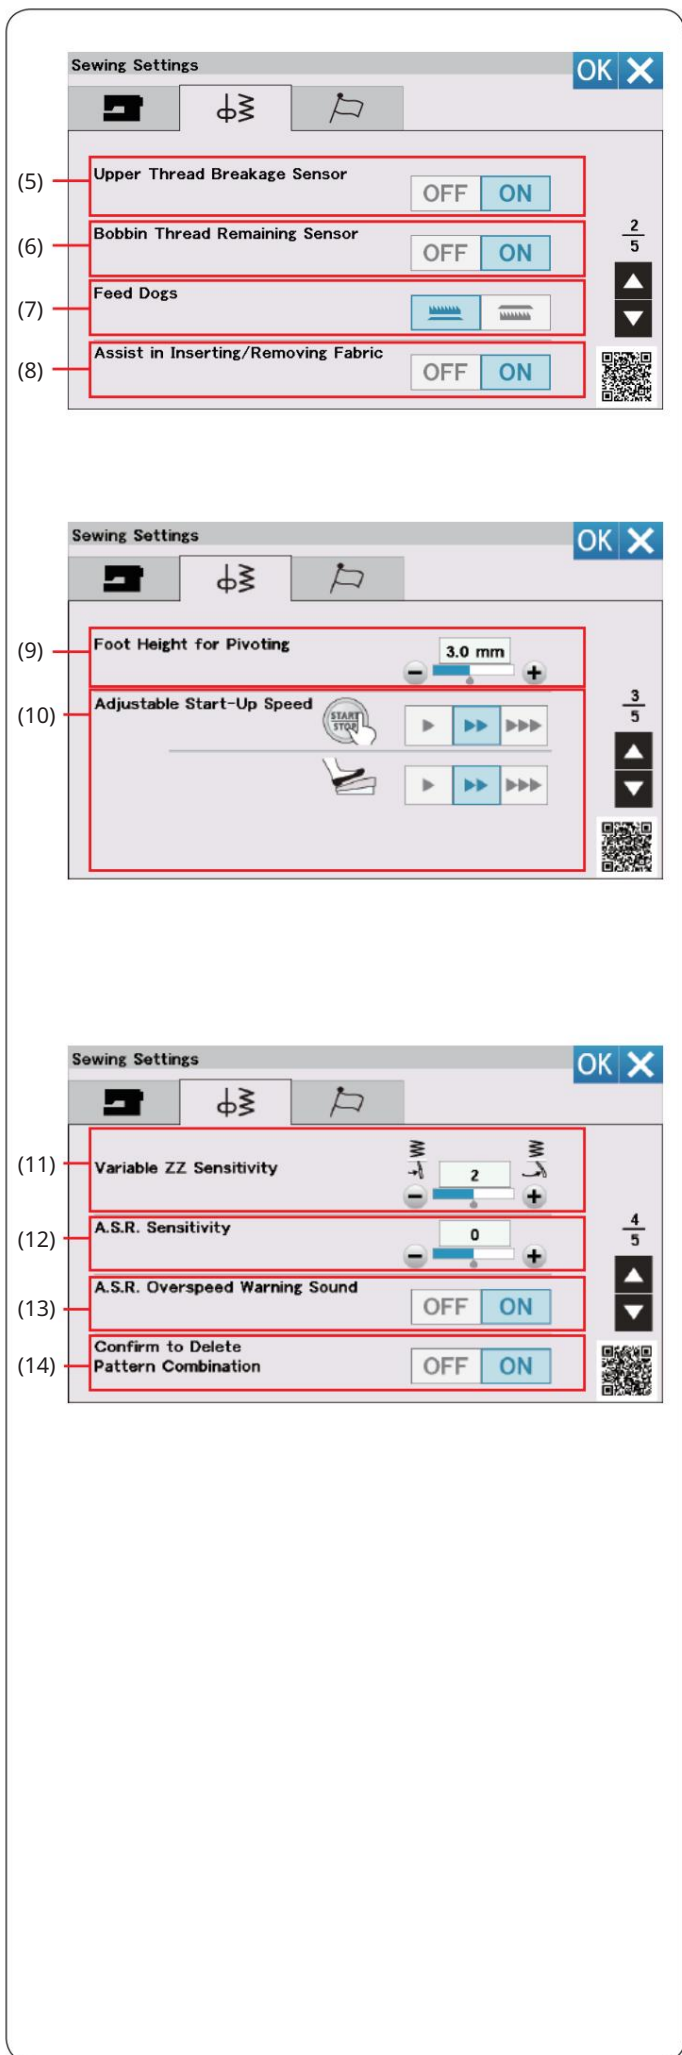 Sewing Settings
OK
(5) Upper Thread Breakage Sensor
OFF ON
(6) Bobbin Thread Remaining Sensor
OFF ON
2
5
(7) Feed Dogs
(8) Assist in Inserting/Removing Fabric
OFF ON
Sewing Settings
OK
(9) Foot Height for Pivoting
3.0 mm
(10) Adjustable Start-Up Speed
START
STOP
3
5
Sewing Settings
OK
(11) Variable ZZ Sensitivity
2
(12) A.S.R. Sensitivity
0
4
5
(13) A.S.R. Overspeed Warning Sound
OFF ON
(14) Confirm to Delete
Pattern Combination
OFF ON